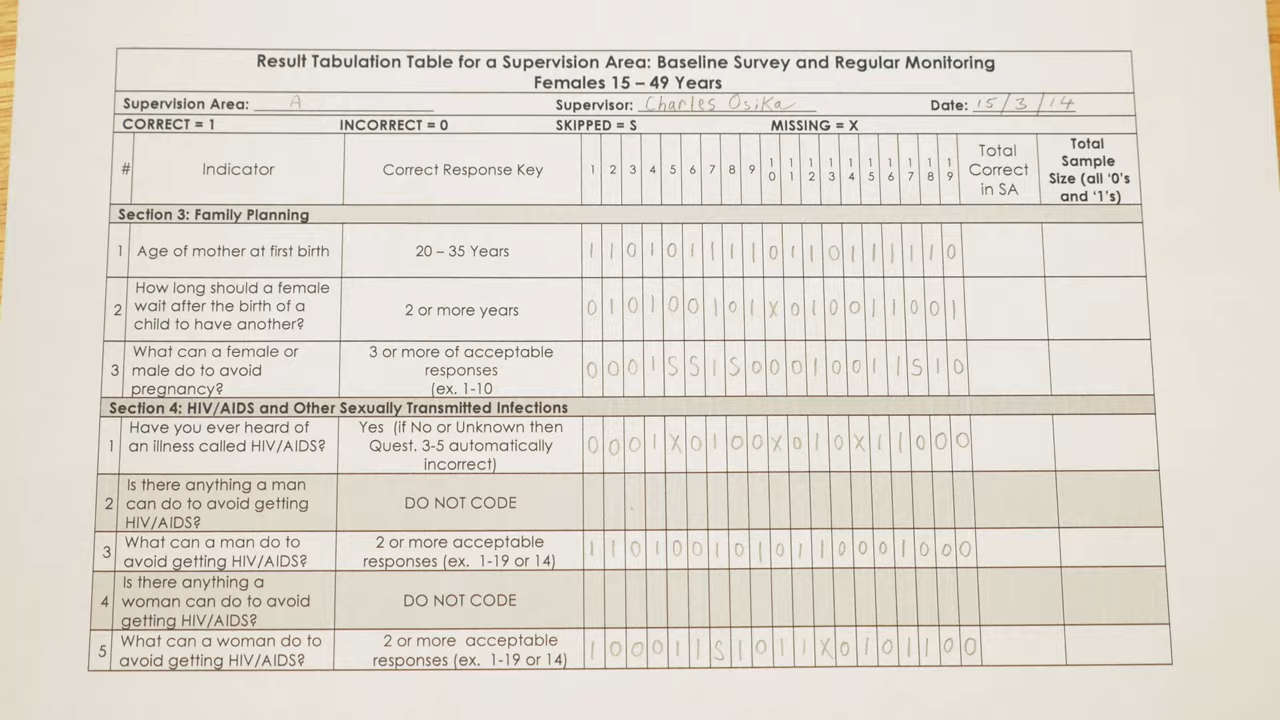 Result Tabulation Table for a Supervision Area: Baseline Survey and Regular Monitoring
Females 15 – 49 Years
Supervision Area: A Supervisor: Charles Osika Date: 15/3/14
CORRECT = 1 INCORRECT = 0 SKIPPED = S MISSING = X
# Indicator Correct Response Key 1 2 3 4 5 6 7 8 9 10 11 12 13 14 15 16 17 18 19
Total
Correct
in SA
Total
Sample
Size (all '0's
and '1's)
Section 3: Family Planning
1 Age of mother at first birth 20 – 35 Years 1 1 0 1 0 1 1 1 1 0 1 1 0 1 1 1 1 1 0
How long should a female
2 wait after the birth of a 2 or more years 0 1 0 1 0 0 1 0 1 X 0 1 0 0 1 1 0 0 1
child to have another?
What can a female or 3 or more of acceptable
3 male do to avoid responses 0 0 0 1 S S 1 S 0 0 0 1 0 0 1 1 S 1 0
pregnancy? (ex. 1-10
Section 4: HIV/AIDS and Other Sexually Transmitted Infections
Have you ever heard of Yes (if No or Unknown then
1 an illness called HIV/AIDS? Quest. 3-5 automatically 0 0 0 1 X 0 1 0 0 X 0 1 0 X 1 1 0 0 0
incorrect)
Is there anything a man
2 can do to avoid getting DO NOT CODE
HIV/AIDS?
What can a man do to 2 or more acceptable
3 avoid getting HIV/AIDS? responses (ex. 1-19 or 14) 1 1 0 1 0 0 1 0 1 0 1 1 0 0 0 1 0 0 0
Is there anything a
4 woman can do to avoid DO NOT CODE
getting HIV/AIDS?
What can a woman do to 2 or more acceptable
5 avoid getting HIV/AIDS? responses (ex. 1-19 or 14) 1 0 0 0 1 1 S 1 0 1 1 X 0 1 0 1 1 0 0